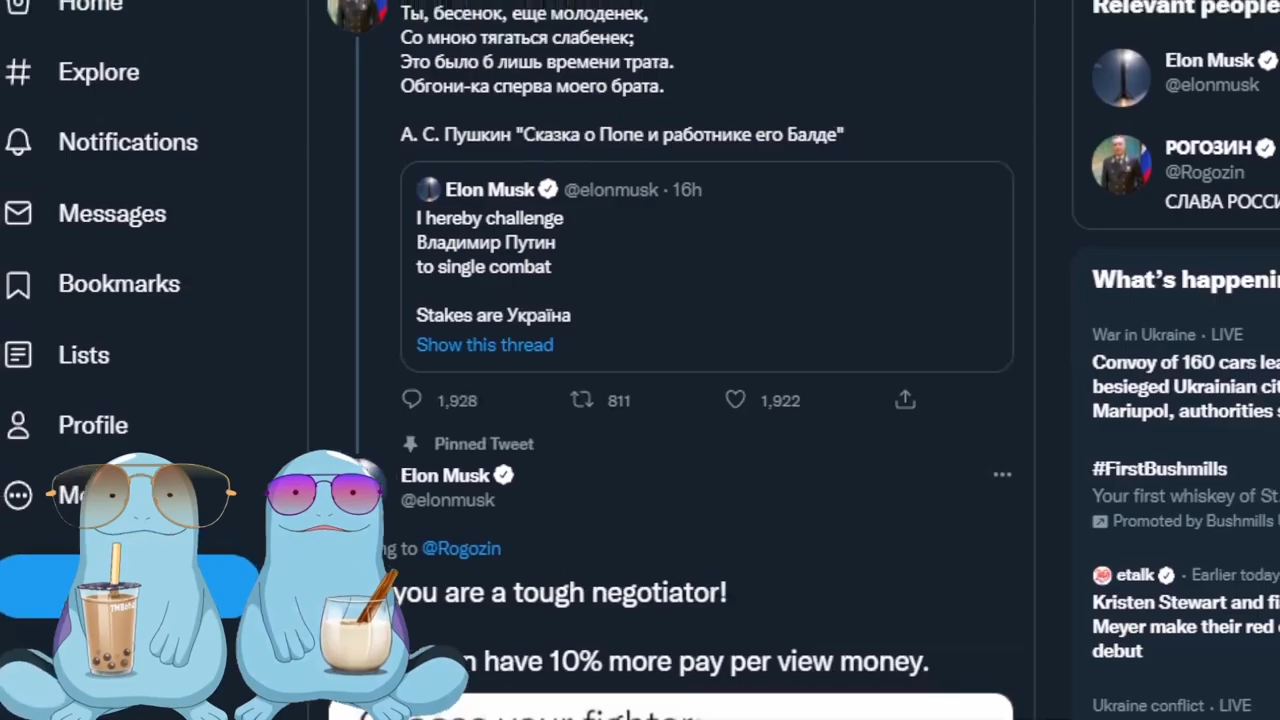 Home
Explore
Notifications
Messages
Bookmarks
Lists
Profile
Ты, бесенок, еще молоденек,
Со мною тягаться слабенек;
Это было б лишь времени трата.
Обгони-ка сперва моего брата.
А. С. Пушкин "Сказка о Попе и работнике его Балде"
Elon Musk @elonmusk · 16h
I hereby challenge
Владимир Путин
to single combat
Stakes are Україна
Show this thread
1,928 811 1,922
Pinned Tweet
Elon Musk
@elonmusk
to @Rogozin
you are a tough negotiator!
have 10% more pay per view money.
your fighter
TMBoba
Relevant people
Elon Musk
@elonmusk
РОГОЗИН
@Rogozin
СЛАВА
What's
War in Ukraine · LIVE
Convoy of 160 cars
besieged Ukrainian
Mariupol, authorities
#FirstBushmills
Your first whiskey of St.
Promoted by Bushmills
etalk · Earlier today
Kristen Stewart and
Meyer make their red
debut
Ukraine conflict · LIVE